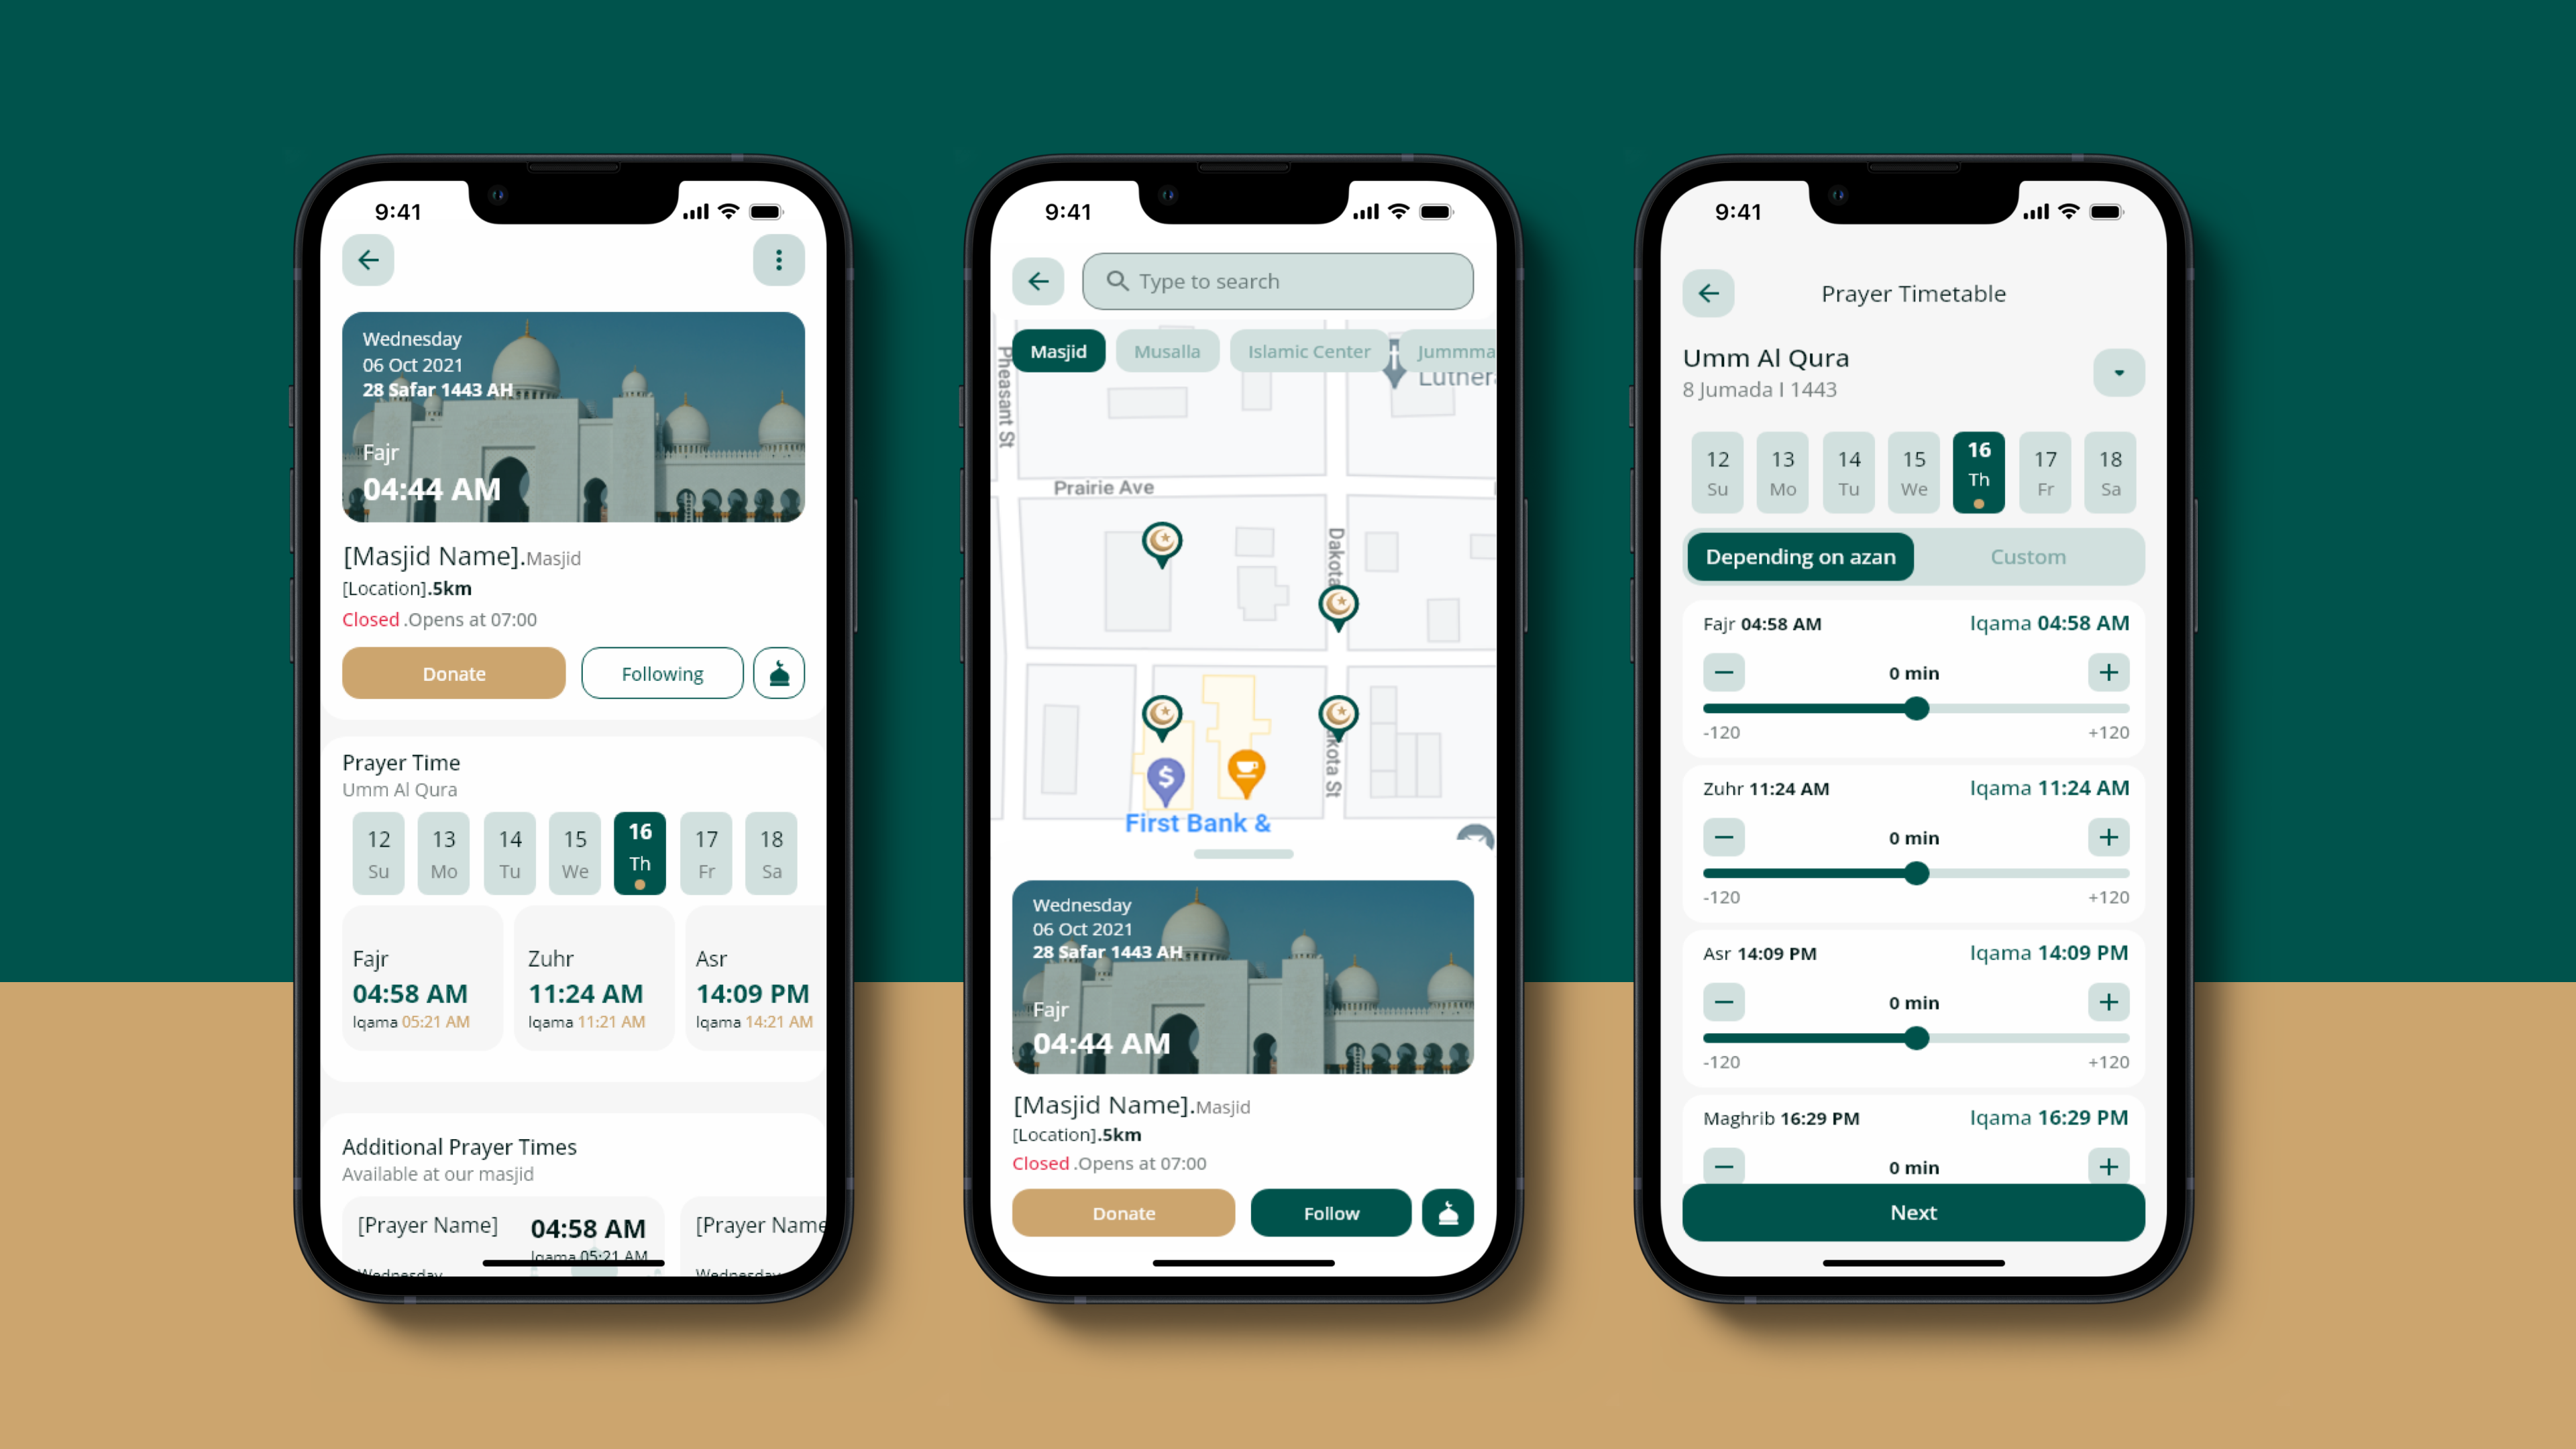 9:41
Wednesday
06 Oct 2021
28 Safar 1443 AH
Fajr
04:44 AM
[Masjid Name].Masjid
[Location].5km
Closed .Opens at 07:00
Donate
Following
Prayer Time
Umm Al Qura
12 13 14 15 16 17 18
Su Mo Tu We Th Fr Sa
Fajr
04:58 AM
Iqama 05:21 AM
Zuhr
11:24 AM
Iqama 11:21 AM
Asr
14:09 PM
Iqama 14:21 AM
Additional Prayer Times
Available at our masjid
[Prayer Name]
04:58 AM
Iqama 05:21 AM
Wednesday
[Prayer Name
Wednesday
9:41
Type to search
Masjid
Musalla
Islamic Center
Jummma
Luther
Pheasant St
Prairie Ave
Dakota
kota St
$
First Bank &
Wednesday
06 Oct 2021
28 Safar 1443 AH
Fajr
04:44 AM
[Masjid Name].Masjid
[Location].5km
Closed .Opens at 07:00
Donate
Follow
9:41
Prayer Timetable
Umm Al Qura
8 Jumada I 1443
12 13 14 15 16 17 18
Su Mo Tu We Th Fr Sa
Depending on azan
Custom
Fajr 04:58 AM Iqama 04:58 AM
0 min
-120 +120
Zuhr 11:24 AM Iqama 11:24 AM
0 min
-120 +120
Asr 14:09 PM Iqama 14:09 PM
0 min
-120 +120
Maghrib 16:29 PM Iqama 16:29 PM
0 min
Next